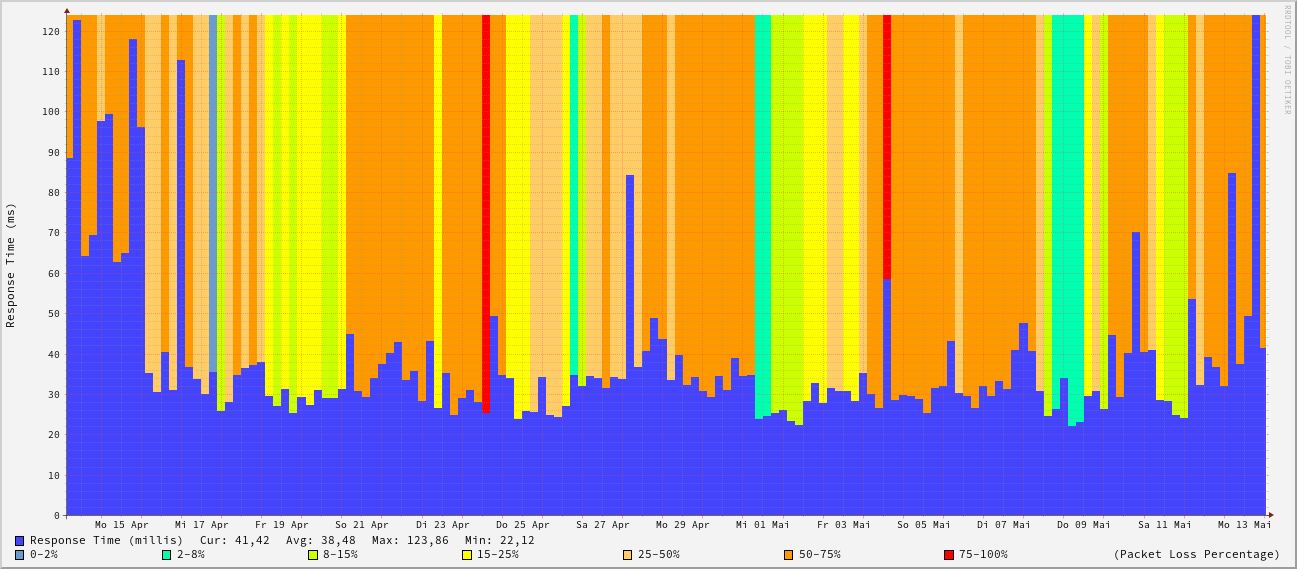 RRDTOOL / TOBI OETIKER
Response Time (ms)
120
110
100
90
80
70
60
50
40
30
20
10
0
Mo 15 Apr Mi 17 Apr Fr 19 Apr So 21 Apr Di 23 Apr Do 25 Apr Sa 27 Apr Mo 29 Apr Mi 01 Mai Fr 03 Mai So 05 Mai Di 07 Mai Do 09 Mai Sa 11 Mai Mo 13 Mai
Response Time (millis) Cur: 41,42 Avg: 38,48 Max: 123,86 Min: 22,12
0-2% 2-8% 8-15% 15-25% 25-50% 50-75% 75-100% (Packet Loss Percentage)